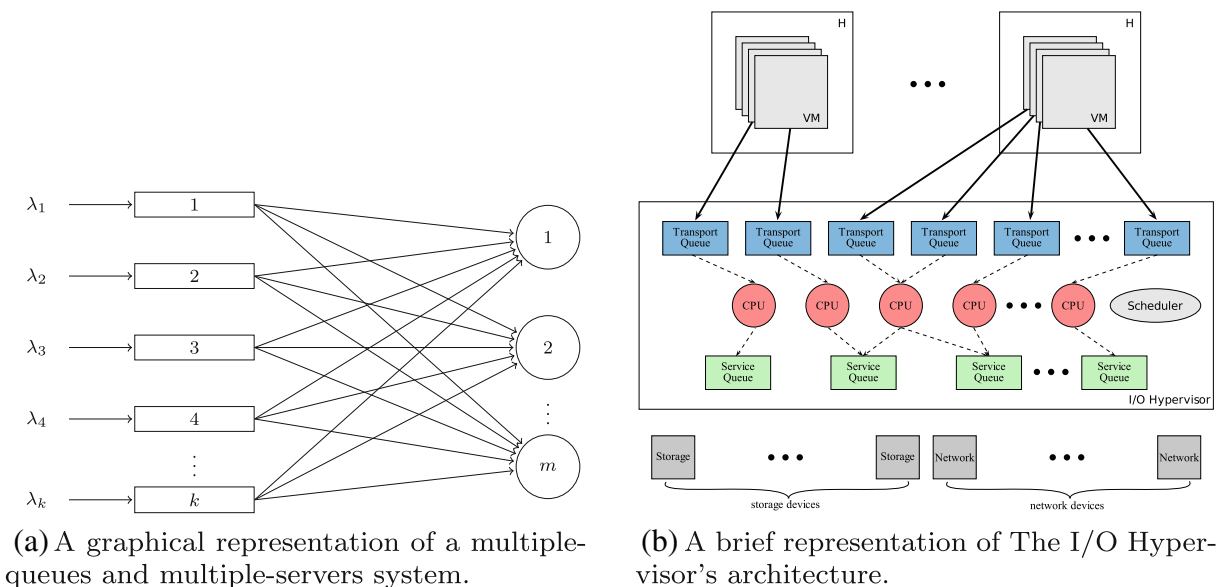 λ1
1
λ2
2
λ3
3
λ4
4
⋮
λk
k
1
2
⋮
m
(a) A graphical representation of a multiple-
queues and multiple-servers system.
H
VM
•••
H
VM
Transport
Queue
Transport
Queue
Transport
Queue
Transport
Queue
Transport
Queue
•••
Transport
Queue
CPU
CPU
CPU
CPU
•••
CPU
Scheduler
Service
Queue
Service
Queue
Service
Queue
•••
Service
Queue
I/O Hypervisor
Storage
•••
Storage
Network
•••
Network
storage devices
network devices
(b) A brief representation of The I/O Hyper-
visor's architecture.